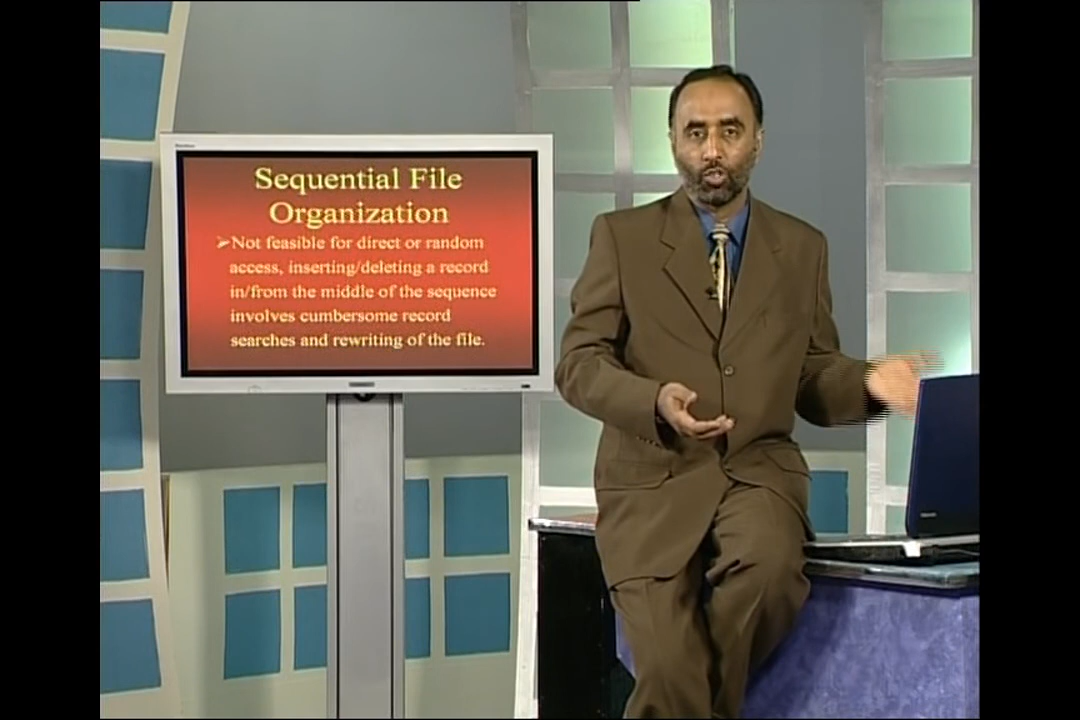 Sequential File
Organization
➢Not feasible for direct or random
access, inserting/deleting a record
in/from the middle of the sequence
involves cumbersome record
searches and rewriting of the file.